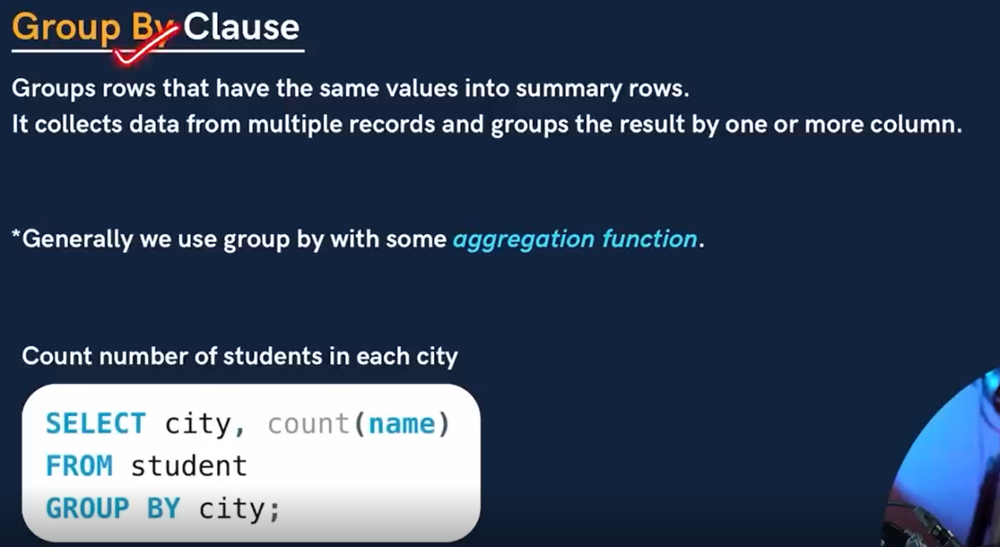 Group By Clause
Groups rows that have the same values into summary rows.
It collects data from multiple records and groups the result by one or more column.
*Generally we use group by with some aggregation function.
Count number of students in each city
SELECT city, count(name)
FROM student
GROUP BY city;